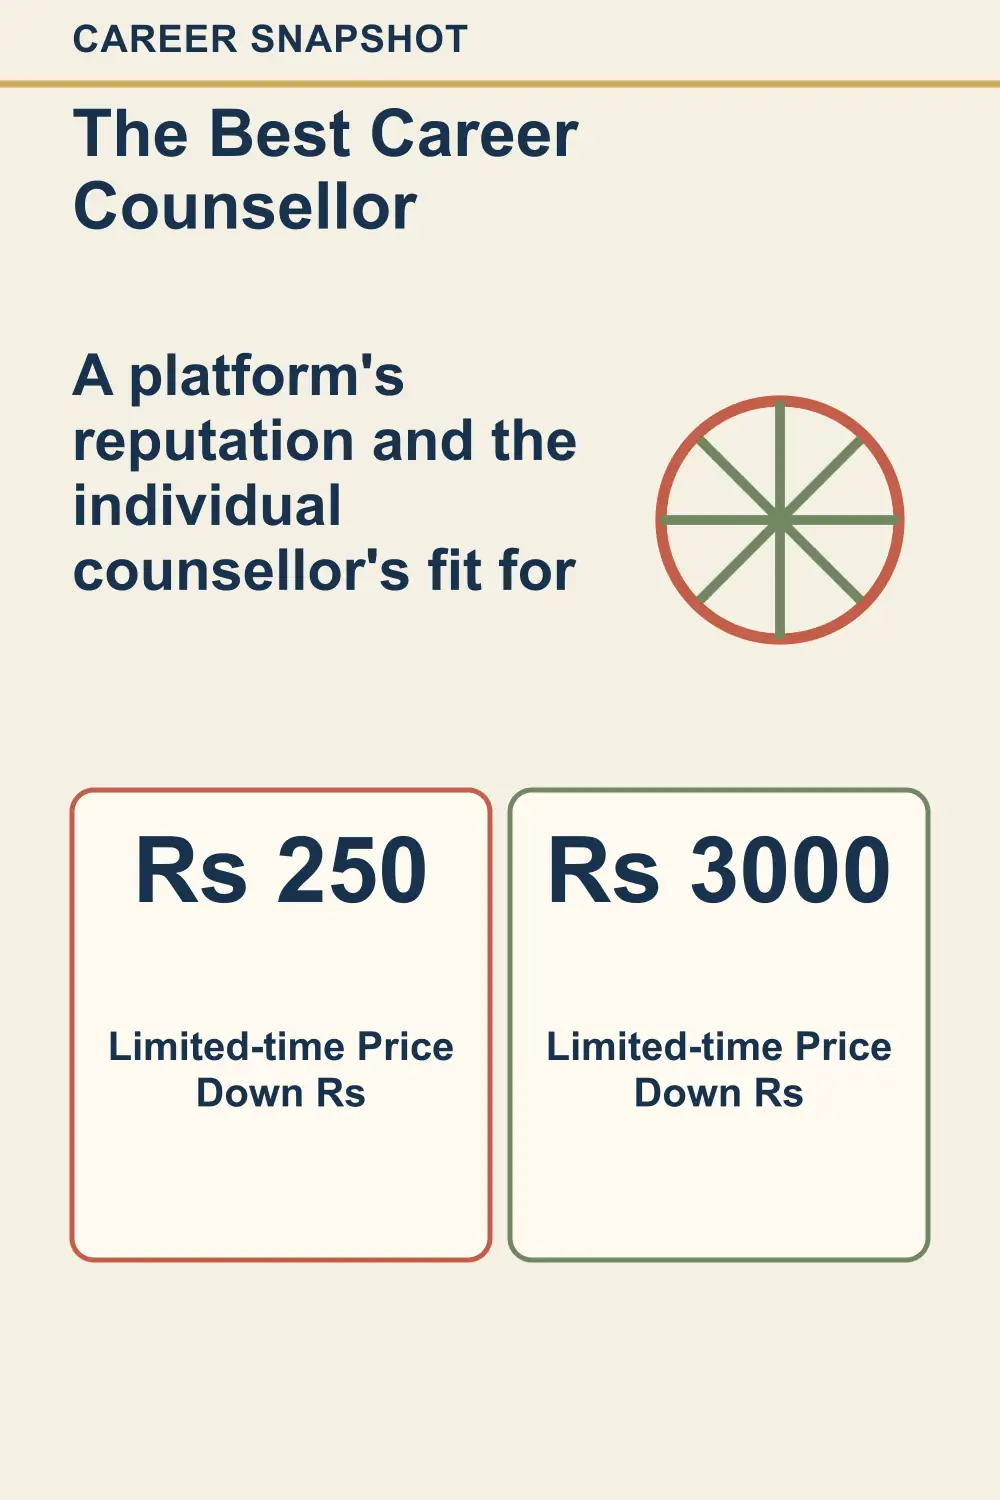 CAREER SNAPSHOT
The Best Career
Counsellor
A platform's
reputation and the
individual
counsellor's fit for
Rs 250
Limited-time Price
Down Rs
Rs 3000
Limited-time Price
Down Rs